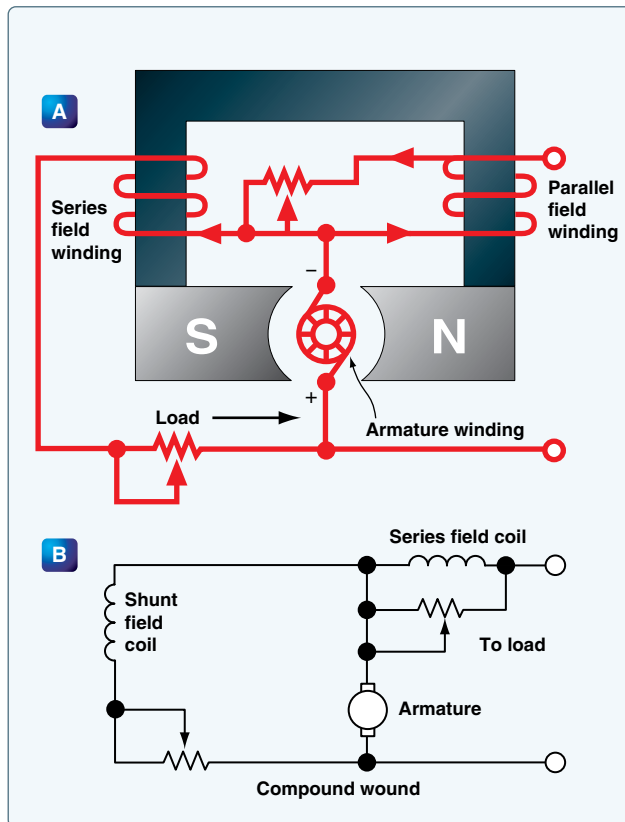 A
Series
field
winding
Parallel
field
winding
−
S
N
+
Load
Armature winding
B
Series field coil
Shunt
field
coil
To load
Armature
Compound wound